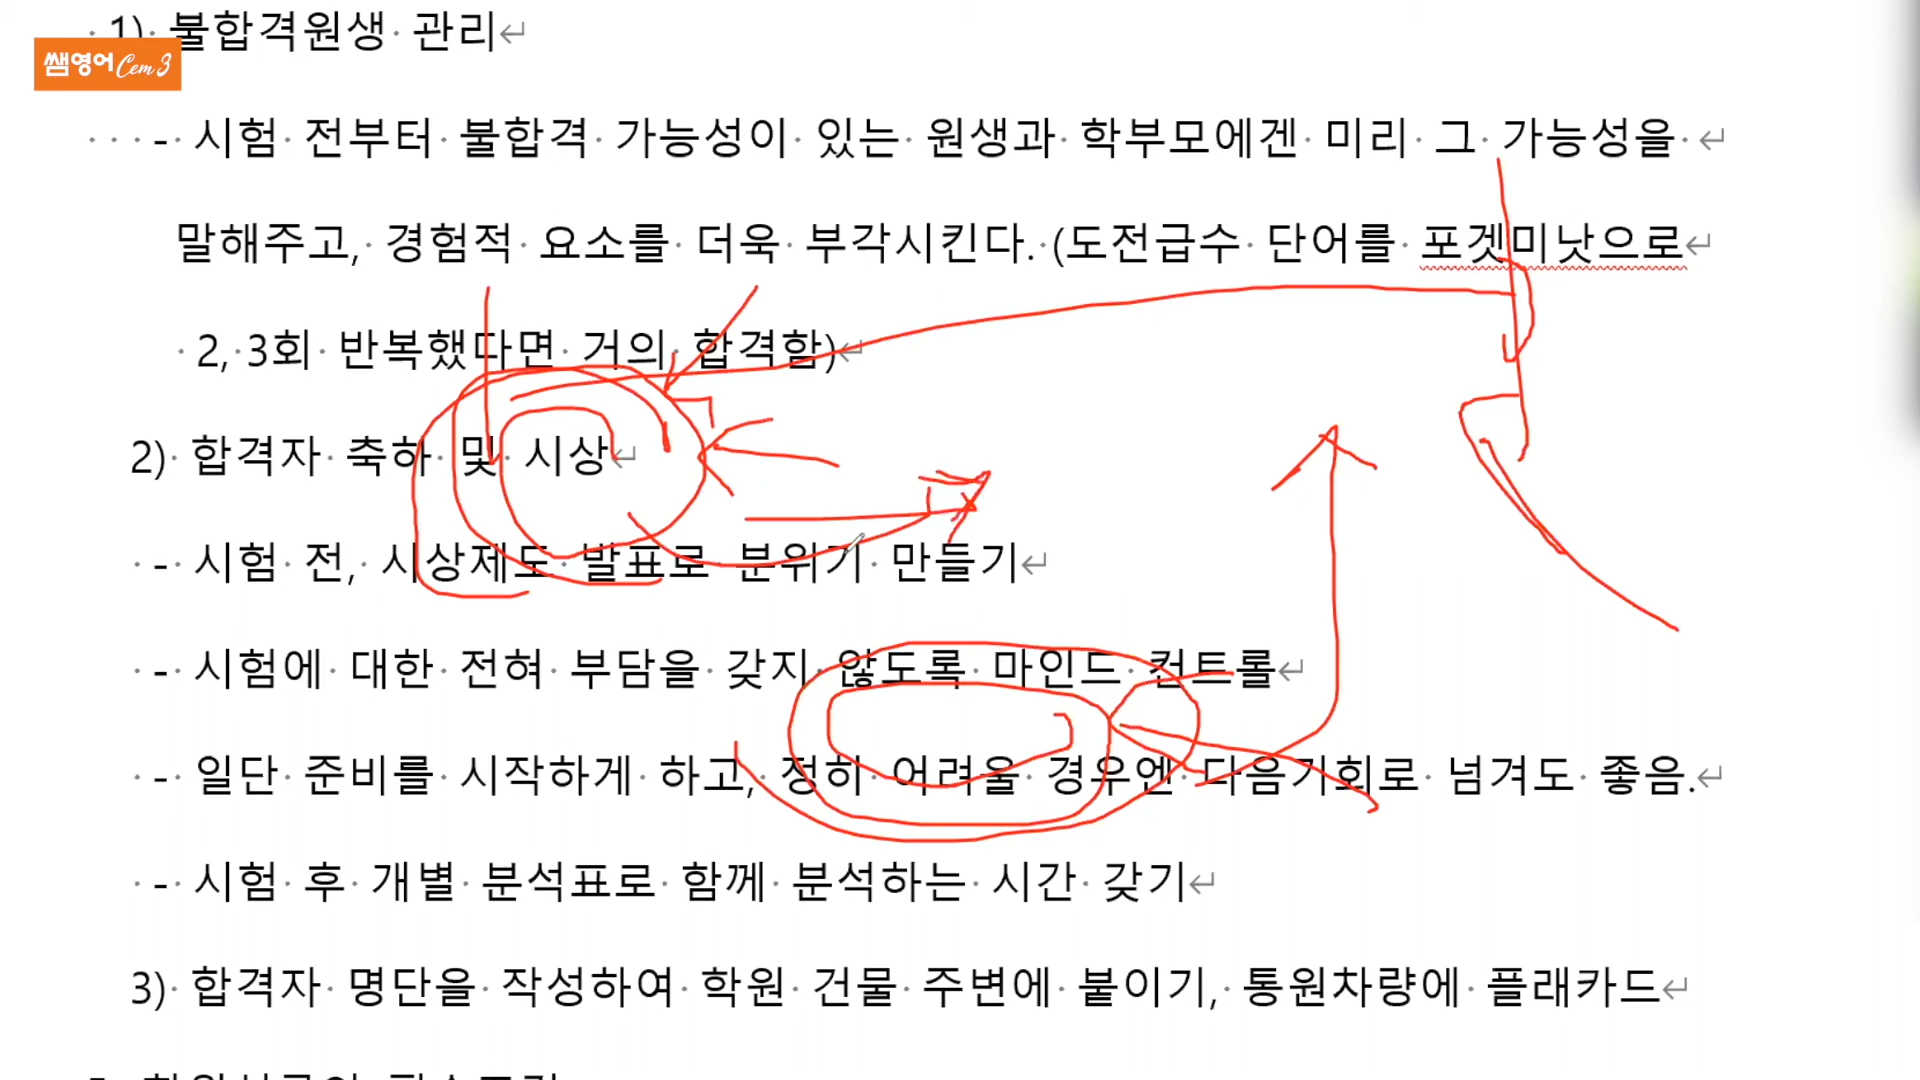 1) 불합격원생 관리
쌤영어 Cem 3
- 시험 전부터 불합격 가능성이 있는 원생과 학부모에겐 미리 그 가능성을
말해주고, 경험적 요소를 더욱 부각시킨다. (도전급수 단어를 포겟미낫으로
2, 3회 반복했다면 거의 합격함)
2) 합격자 축하 및 시상
- 시험 전, 시상제도 발표로 분위기 만들기
- 시험에 대한 전혀 부담을 갖지 않도록 마인드 컨트롤
- 일단 준비를 시작하게 하고, 정히 어려울 경우엔 다음기회로 넘겨도 좋음.
- 시험 후 개별 분석표로 함께 분석하는 시간 갖기
3) 합격자 명단을 작성하여 학원 건물 주변에 붙이기, 통원차량에 플래카드